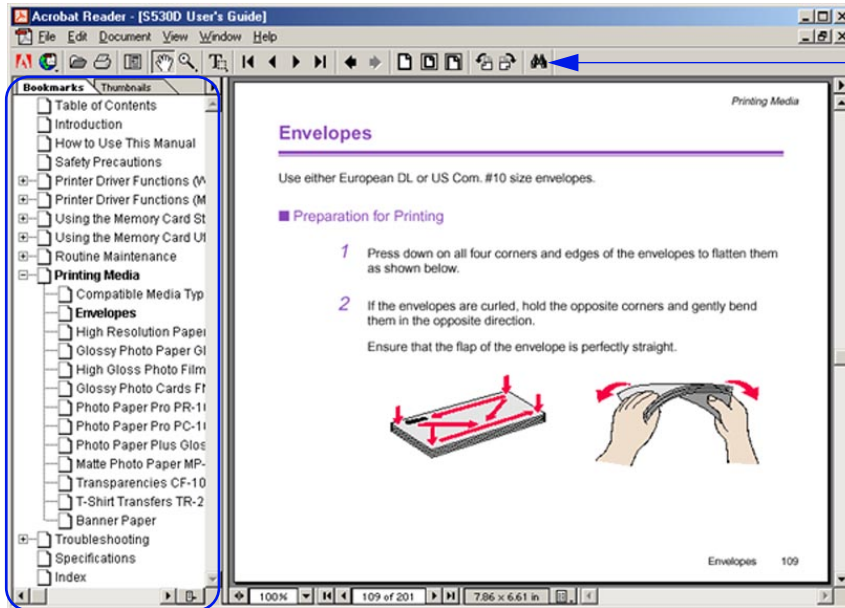 Acrobat Reader - [S530D User's Guide]
File Edit Document View Window Help
Bookmarks Thumbnails
Table of Contents
Introduction
How to Use This Manual
Safety Precautions
Printer Driver Functions (W
Printer Driver Functions (M
Using the Memory Card St
Using the Memory Card Ut
Routine Maintenance
Printing Media
Compatible Media Typ
Envelopes
High Resolution Paper
Glossy Photo Paper Gl
High Gloss Photo Film
Glossy Photo Cards FM
Photo Paper Pro PR-10
Photo Paper Pro PC-10
Photo Paper Plus Glos
Matte Photo Paper MP-
Transparencies CF-10
T-Shirt Transfers TR-2
Banner Paper
Troubleshooting
Specifications
Index
Printing Media
Envelopes
Use either European DL or US Com. #10 size envelopes.
Preparation for Printing
1 Press down on all four corners and edges of the envelopes to flatten them
as shown below.
2 If the envelopes are curled, hold the opposite corners and gently bend
them in the opposite direction.
Ensure that the flap of the envelope is perfectly straight.
Envelopes 109
100% 109 of 201 7.86 x 6.61 in